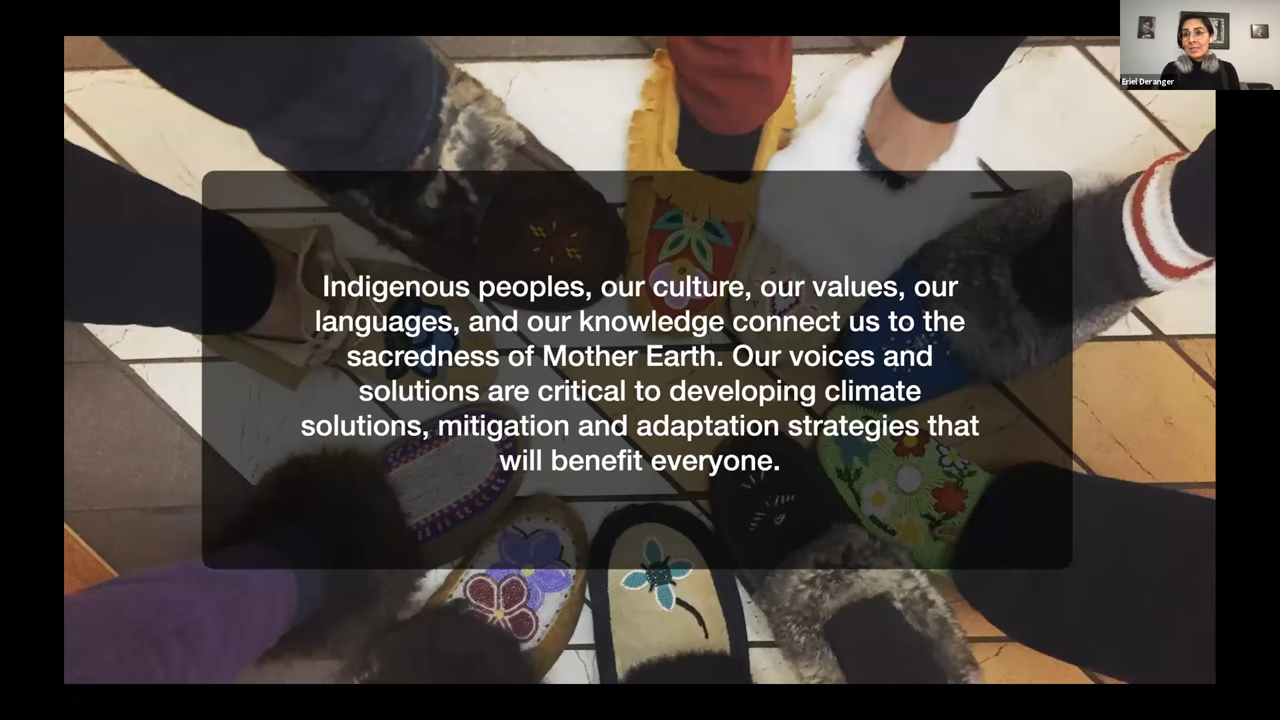 Eriel Deranger
Indigenous peoples, our culture, our values, our
languages, and our knowledge connect us to the
sacredness of Mother Earth. Our voices and
solutions are critical to developing climate
solutions, mitigation and adaptation strategies that
will benefit everyone.